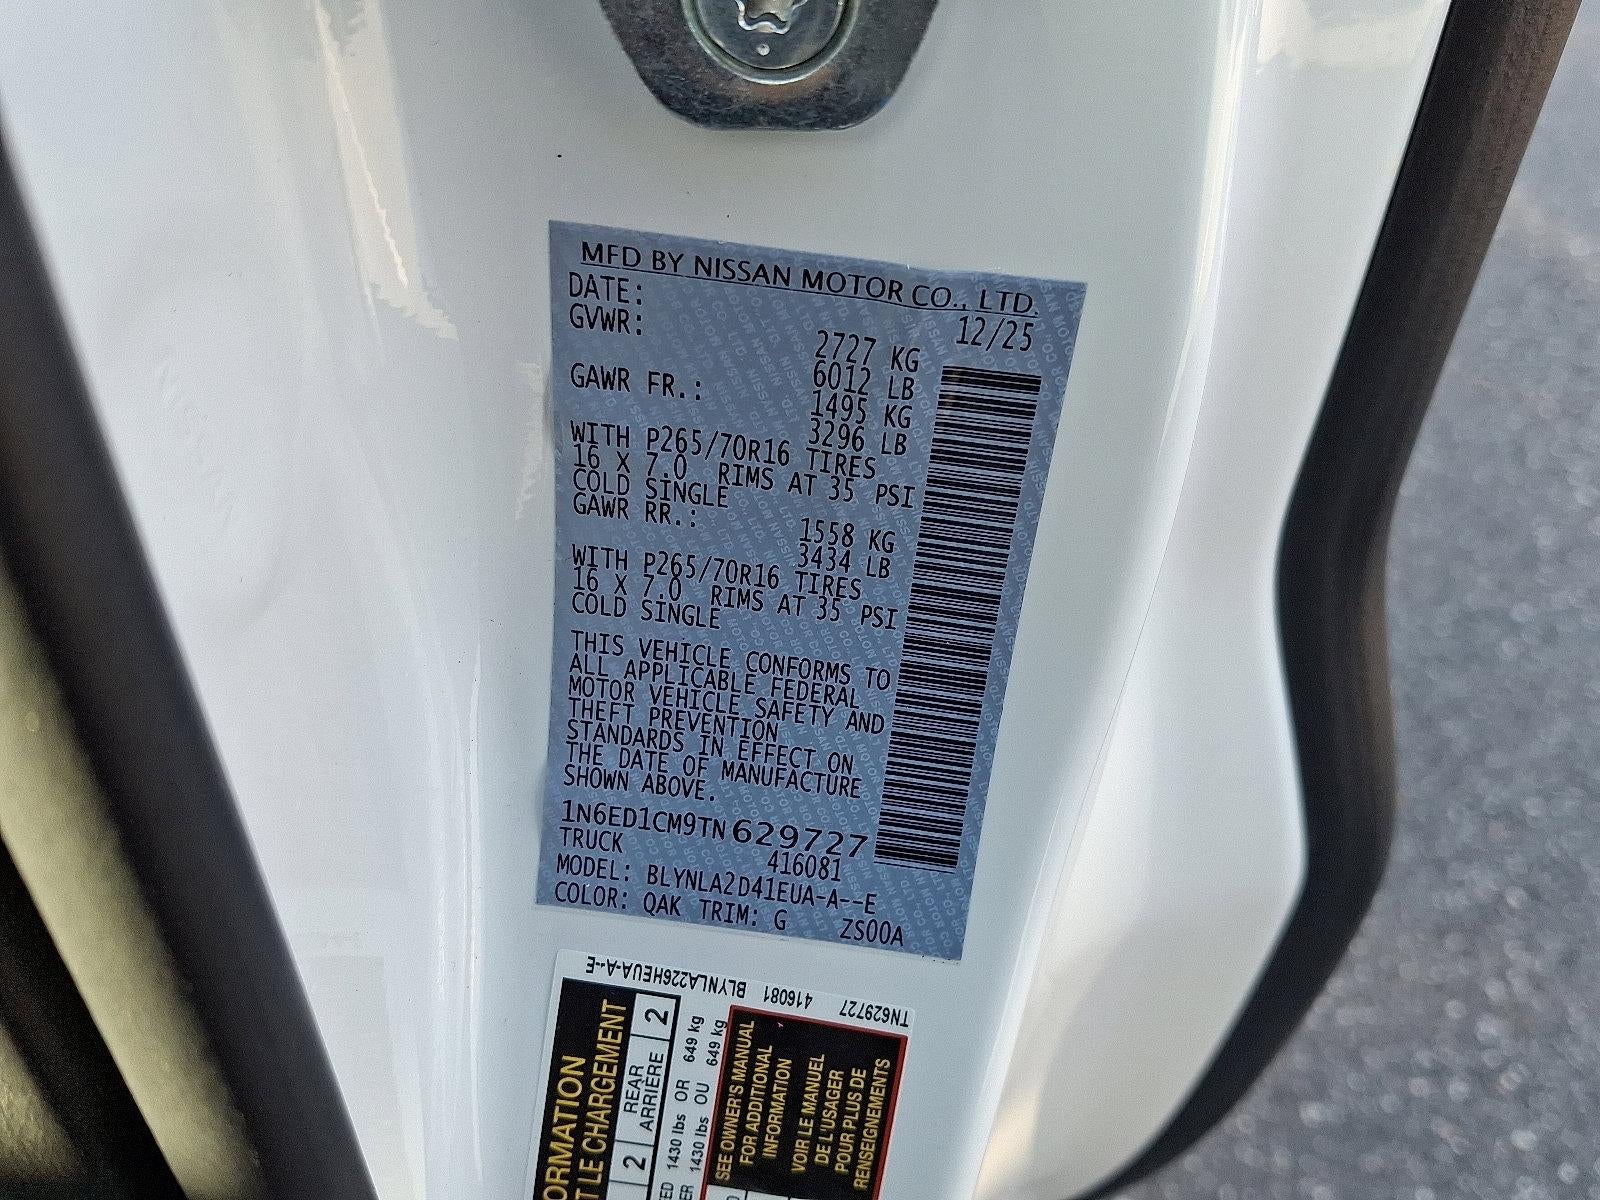 MFD BY NISSAN MOTOR CO., LTD.
DATE: 12/25
GVWR: 2727 KG
6012 LB
GAWR FR.: 1495 KG
3296 LB
WITH P265/70R16 TIRES
16 X 7.0 RIMS AT 35 PSI
COLD SINGLE
GAWR RR.: 1558 KG
3434 LB
WITH P265/70R16 TIRES
16 X 7.0 RIMS AT 35 PSI
COLD SINGLE
THIS VEHICLE CONFORMS TO
ALL APPLICABLE FEDERAL
MOTOR VEHICLE SAFETY AND
THEFT PREVENTION
STANDARDS IN EFFECT ON
THE DATE OF MANUFACTURE
SHOWN ABOVE.
1N6ED1CM9TN629727
TRUCK 416081
MODEL: BLYNLA2D41EUA-A--E
COLOR: QAK TRIM: G ZS00A
TN629727 416081 BLYNLA226HEUA-A--E
LE CHARGEMENT
2 REAR ARRIÈRE 2
1430 lbs OR 649 kg
1430 lbs OU 649 kg
SEE OWNER'S MANUAL
FOR ADDITIONAL
INFORMATION
VOIR LE MANUEL
DE L'USAGER
POUR PLUS DE
RENSEIGNEMENTS